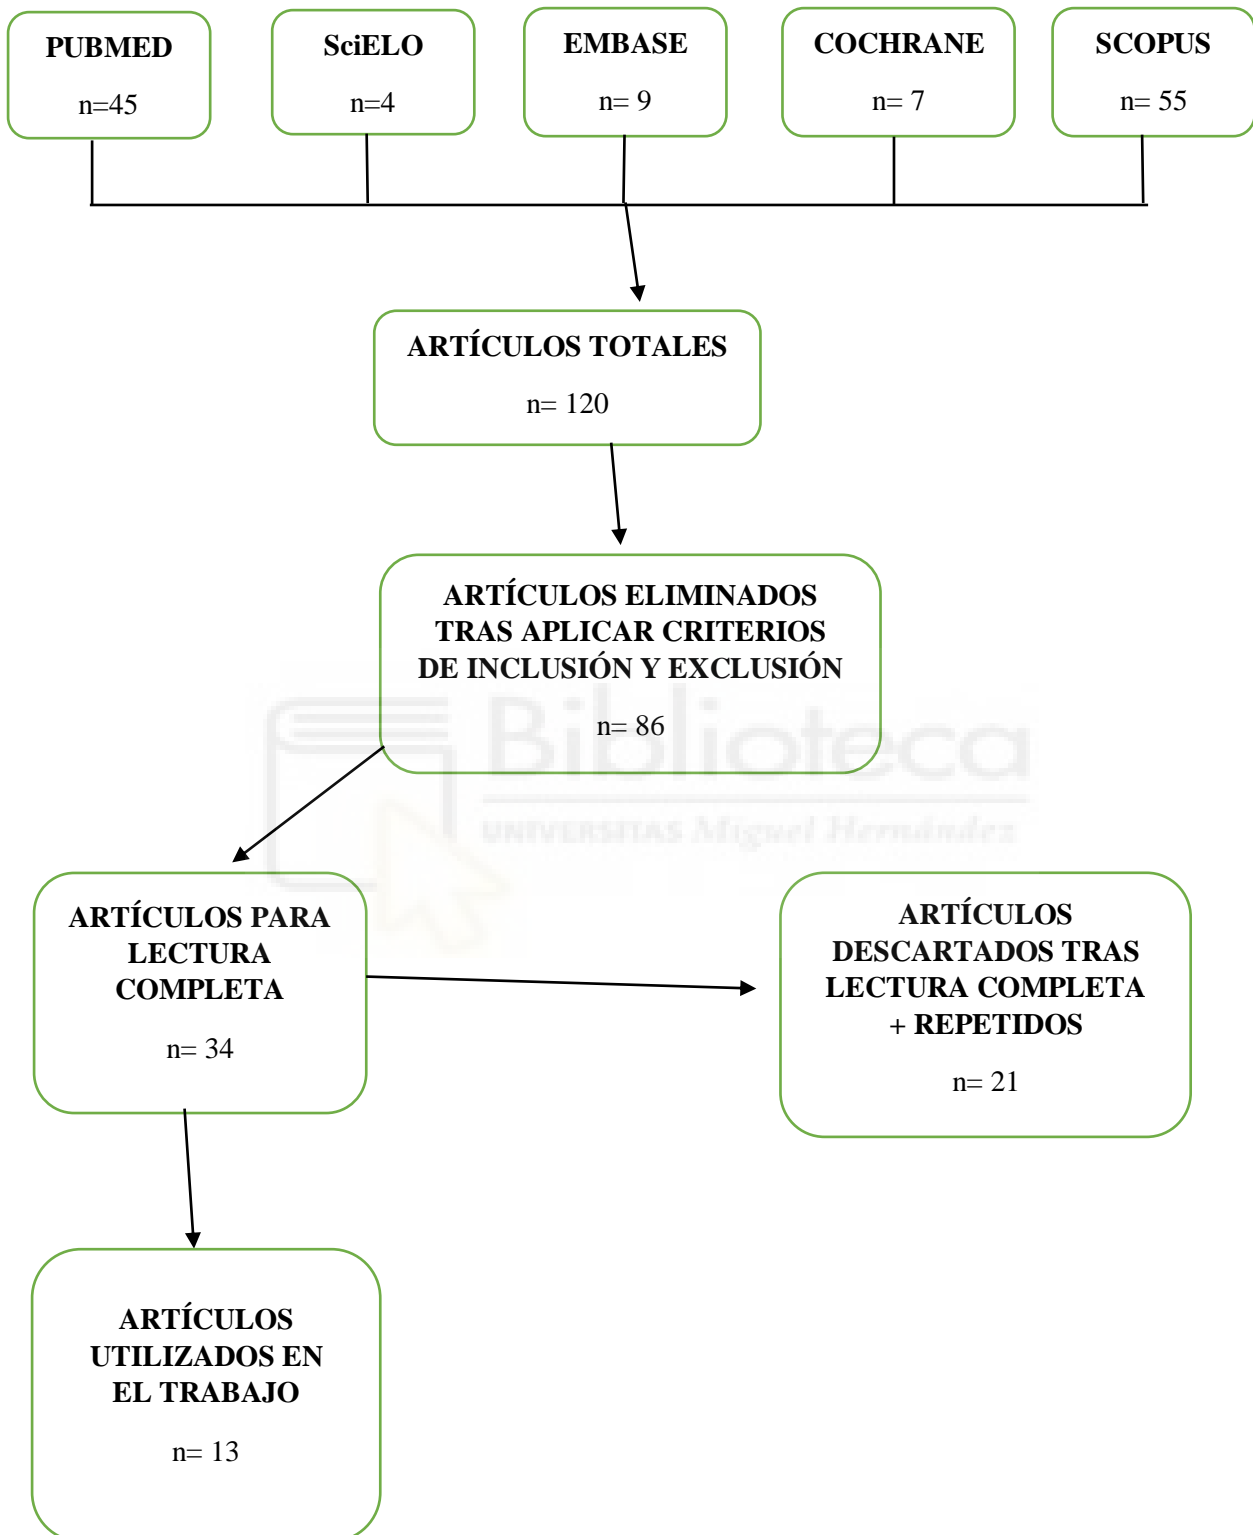 PUBMED
n=45
SciELO
n=4
EMBASE
n= 9
COCHRANE
n= 7
SCOPUS
n= 55
ARTÍCULOS TOTALES
n= 120
ARTÍCULOS ELIMINADOS
TRAS APLICAR CRITERIOS
DE INCLUSIÓN Y EXCLUSIÓN
n= 86
Biblioteca
UNIVERSITAS Miguel Hernández
ARTÍCULOS PARA
LECTURA
COMPLETA
n= 34
ARTÍCULOS
DESCARTADOS TRAS
LECTURA COMPLETA
+ REPETIDOS
n= 21
ARTÍCULOS
UTILIZADOS EN
EL TRABAJO
n= 13